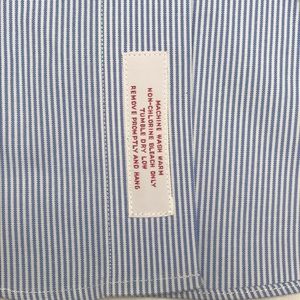 MACHINE WASH WARM
NON-CHLORINE BLEACH ONLY
TUMBLE DRY LOW
REMOVE PROMPTLY AND HANG